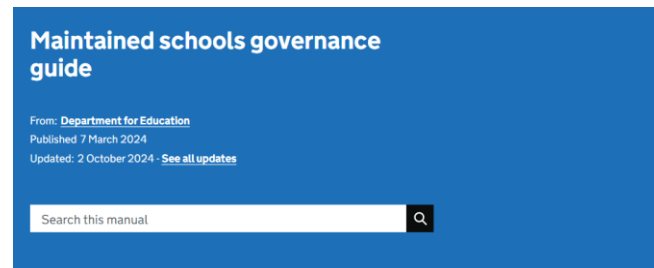 Maintained schools governance
guide
From: Department for Education
Published 7 March 2024
Updated: 2 October 2024 - See all updates
Search this manual